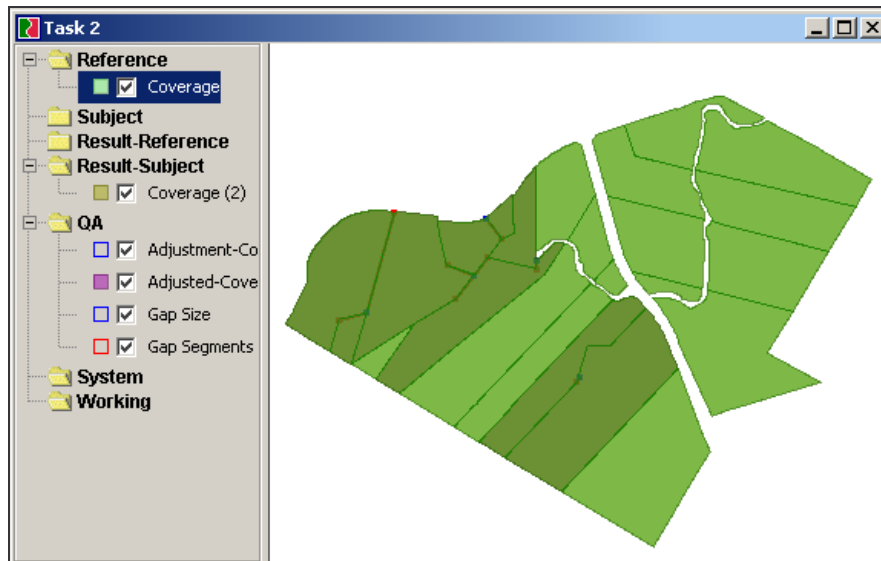 Task 2
Reference
Coverage
Subject
Result-Reference
Result-Subject
Coverage (2)
QA
Adjustment-Co
Adjusted-Cove
Gap Size
Gap Segments
System
Working